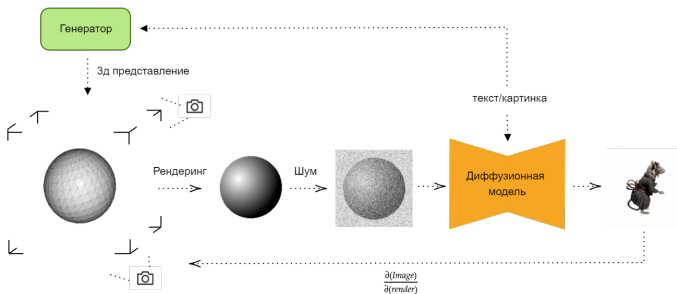 Генератор
3д представление
текст/картинка
Рендеринг
Шум
Диффузионная
модель
∂(Image)
∂(render)